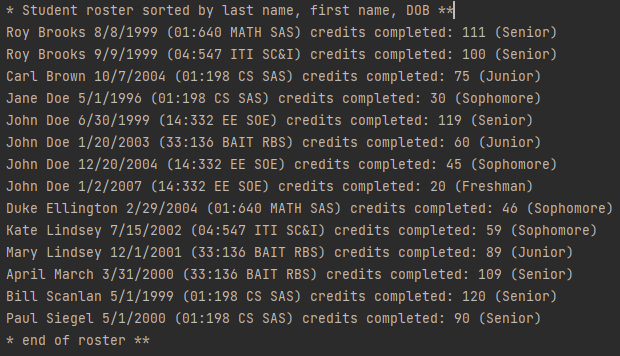 * Student roster sorted by last name, first name, DOB **
Roy Brooks 8/8/1999 (01:640 MATH SAS) credits completed: 111 (Senior)
Roy Brooks 9/9/1999 (04:547 ITI SC&I) credits completed: 100 (Senior)
Carl Brown 10/7/2004 (01:198 CS SAS) credits completed: 75 (Junior)
Jane Doe 5/1/1996 (01:198 CS SAS) credits completed: 30 (Sophomore)
John Doe 6/30/1999 (14:332 EE SOE) credits completed: 119 (Senior)
John Doe 1/20/2003 (33:136 BAIT RBS) credits completed: 60 (Junior)
John Doe 12/20/2004 (14:332 EE SOE) credits completed: 45 (Sophomore)
John Doe 1/2/2007 (14:332 EE SOE) credits completed: 20 (Freshman)
Duke Ellington 2/29/2004 (01:640 MATH SAS) credits completed: 46 (Sophomore)
Kate Lindsey 7/15/2002 (04:547 ITI SC&I) credits completed: 59 (Sophomore)
Mary Lindsey 12/1/2001 (33:136 BAIT RBS) credits completed: 89 (Junior)
April March 3/31/2000 (33:136 BAIT RBS) credits completed: 109 (Senior)
Bill Scanlan 5/1/1999 (01:198 CS SAS) credits completed: 120 (Senior)
Paul Siegel 5/1/2000 (01:198 CS SAS) credits completed: 90 (Senior)
* end of roster **